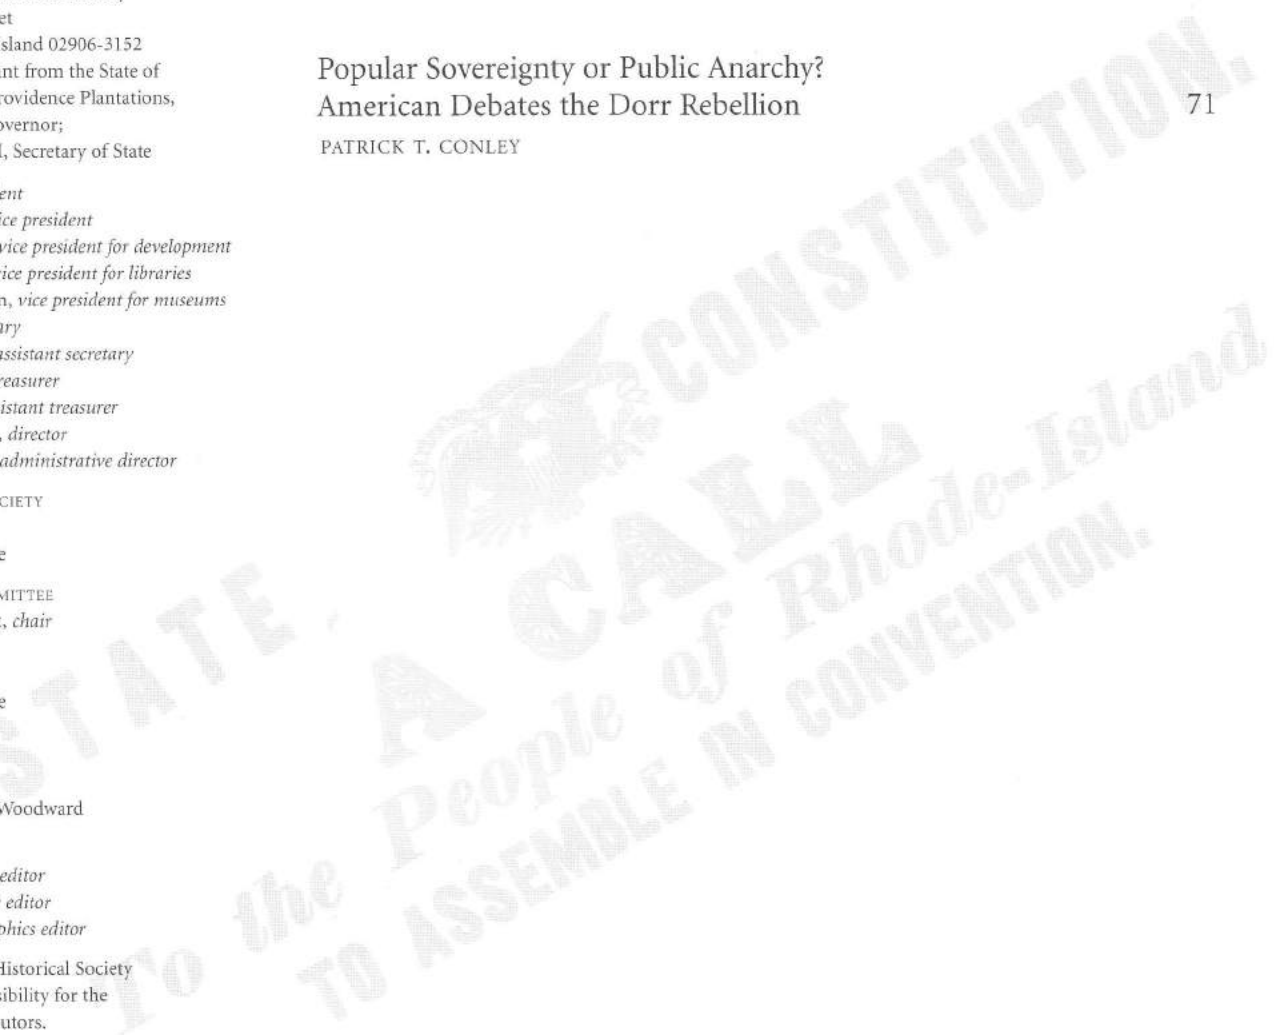 et
sland 02906-3152
nt from the State of
rovidence Plantations,
overnor;
, Secretary of State
ent
ice president
vice president for development
ice president for libraries
n, vice president for museums
ary
assistant secretary
reasurer
istant treasurer
, director
administrative director
CIETY
e
MITTEE
, chair
e
Woodward
editor
editor
phics editor
Historical Society
sibility for the
utors.
Popular Sovereignty or Public Anarchy?
American Debates the Dorr Rebellion
71
PATRICK T. CONLEY
STATE
A CONSTITUTION.
A CALL
To the People of Rhode-Island
TO ASSEMBLE IN CONVENTION.